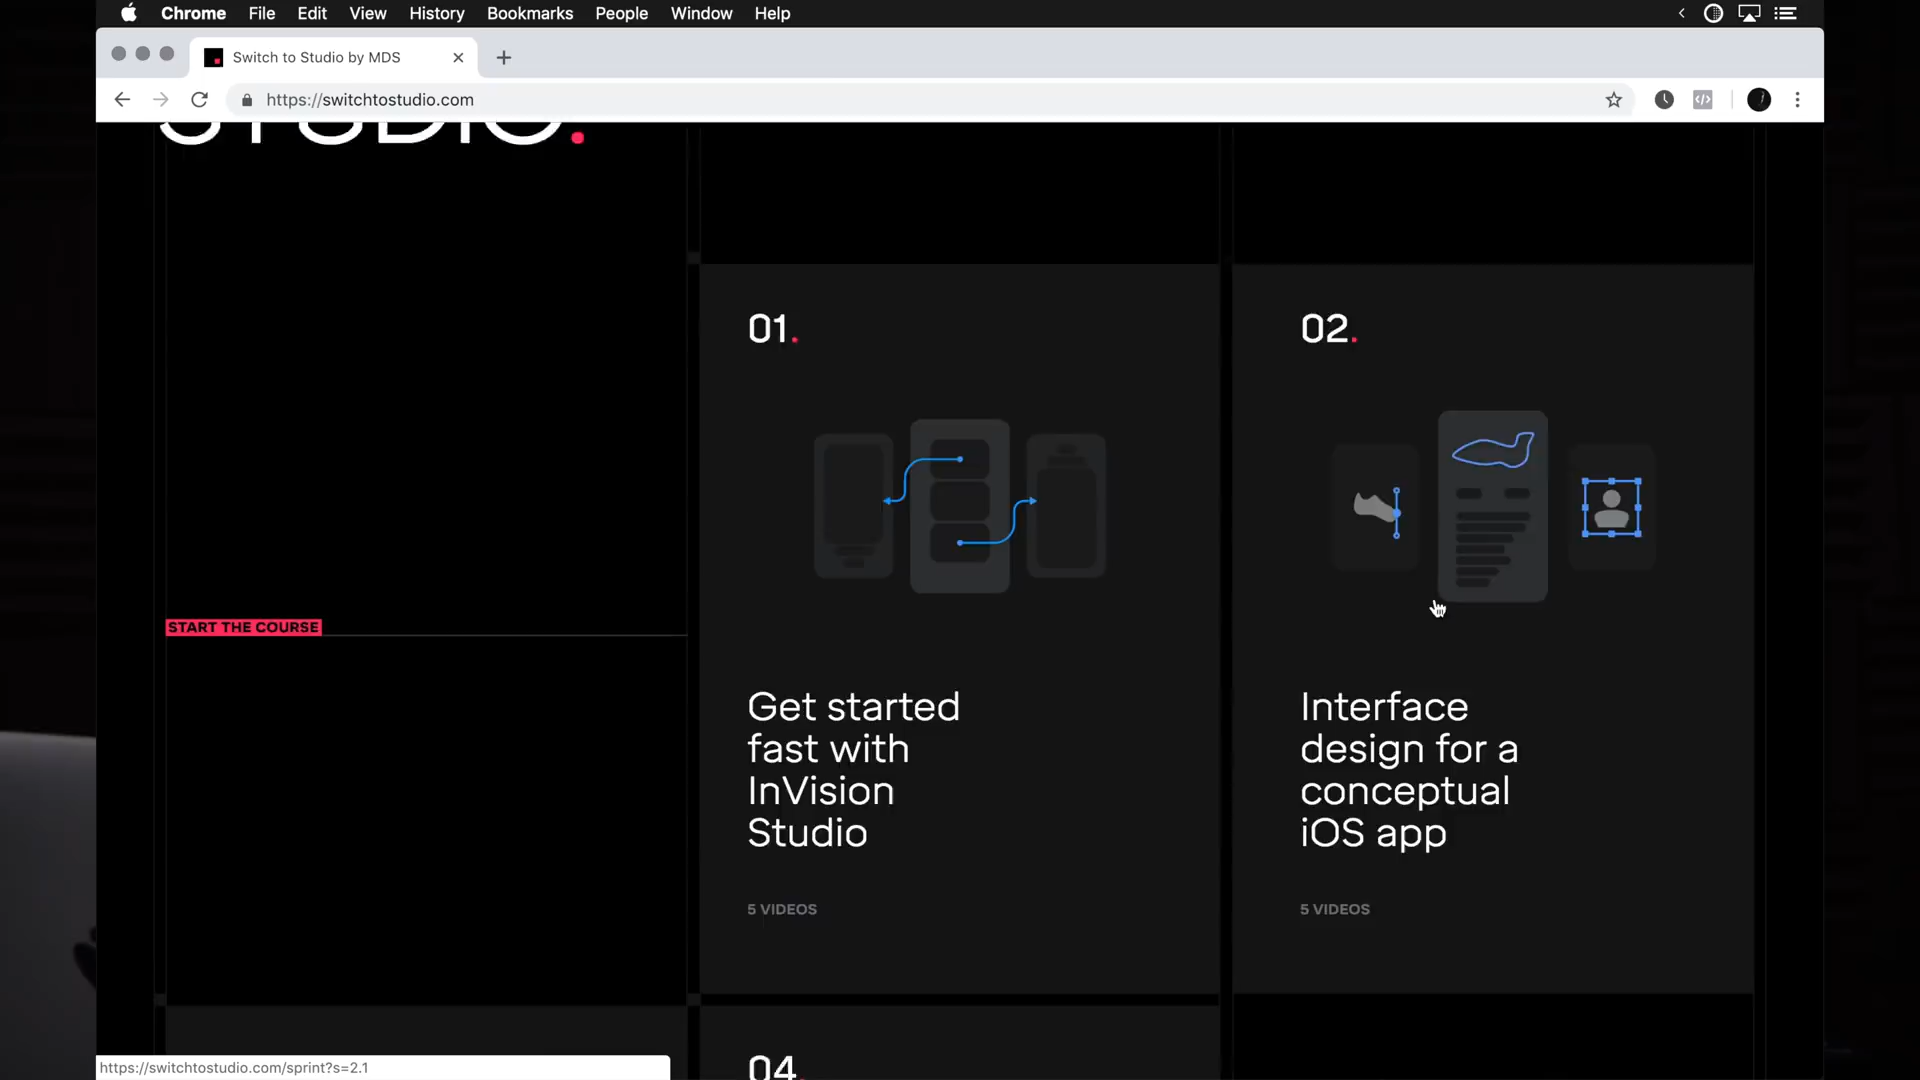 Chrome File Edit View History Bookmarks People Window Help
Switch to Studio by MDS
https://switchtostudio.com
STUDIO.
01.
02.
START THE COURSE
Get started
fast with
InVision
Studio
5 VIDEOS
Interface
design for a
conceptual
iOS app
5 VIDEOS
04.
https://switchtostudio.com/sprint?s=2.1